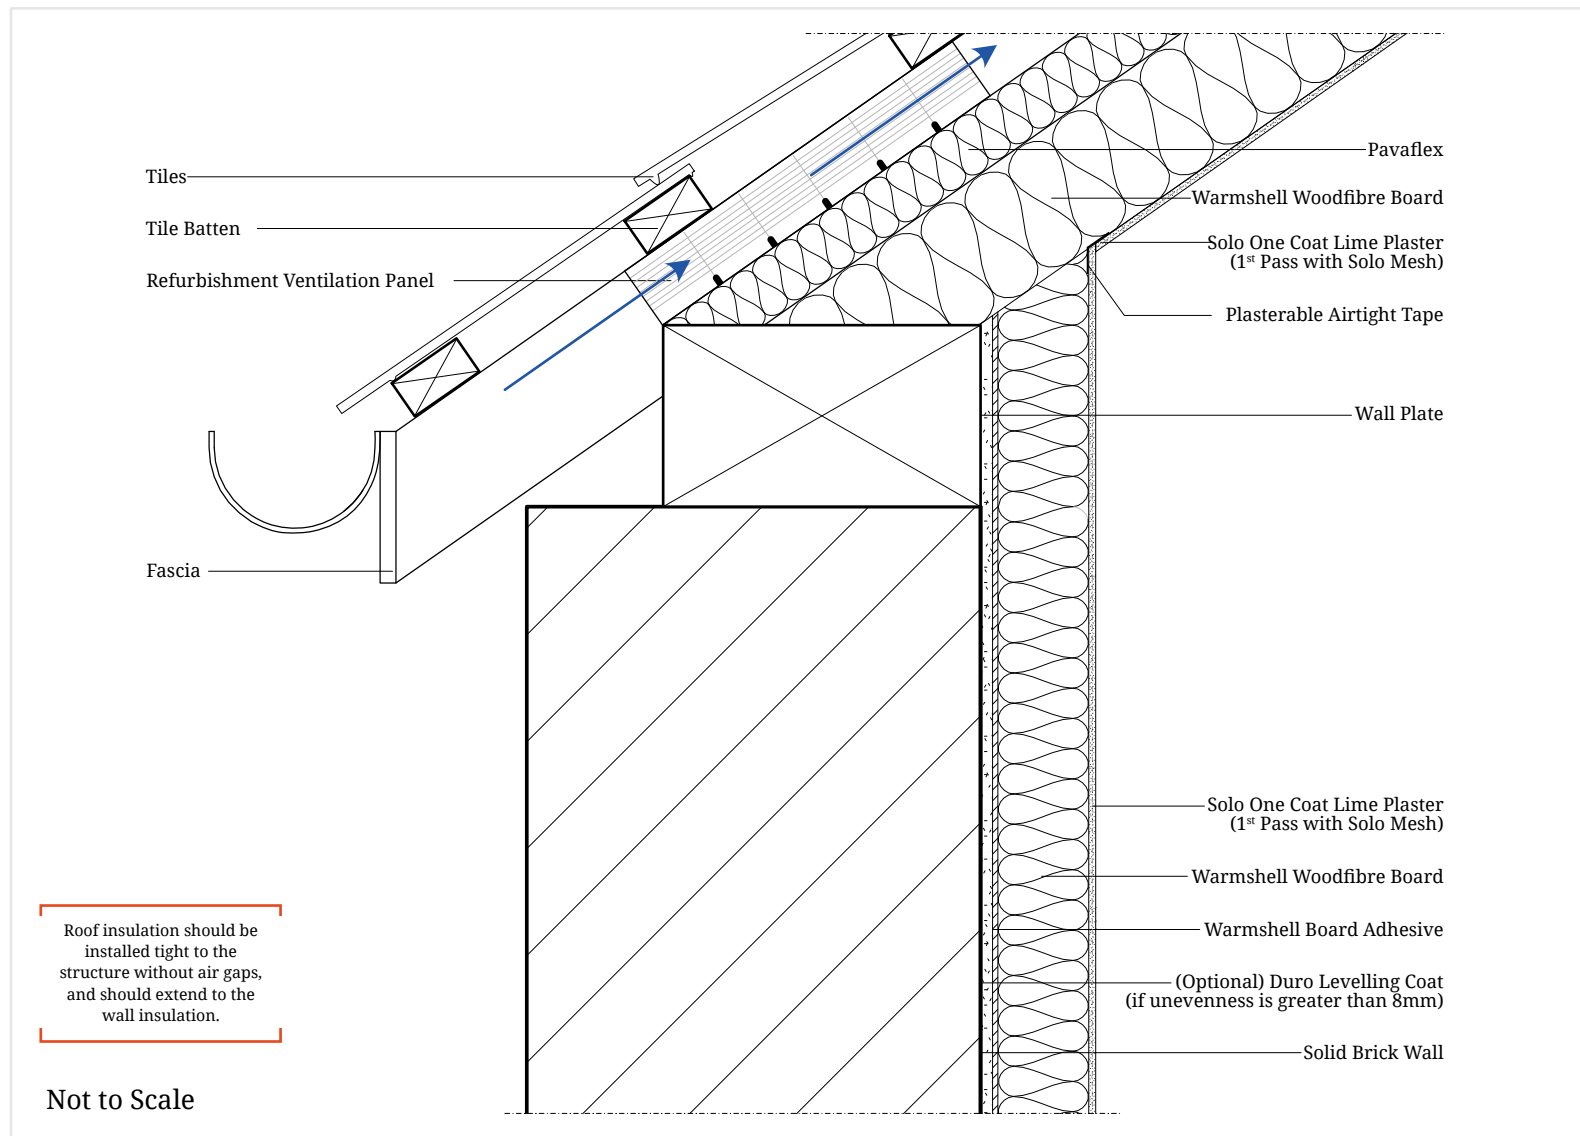 Tiles
Tile Batten
Refurbishment Ventilation Panel
Fascia
Pavaflex
Warmshell Woodfibre Board
Solo One Coat Lime Plaster
(1st Pass with Solo Mesh)
Plasterable Airtight Tape
Wall Plate
Solo One Coat Lime Plaster
(1st Pass with Solo Mesh)
Warmshell Woodfibre Board
Warmshell Board Adhesive
(Optional) Duro Levelling Coat
(if unevenness is greater than 8mm)
Solid Brick Wall
Roof insulation should be
installed tight to the
structure without air gaps,
and should extend to the
wall insulation.
Not to Scale